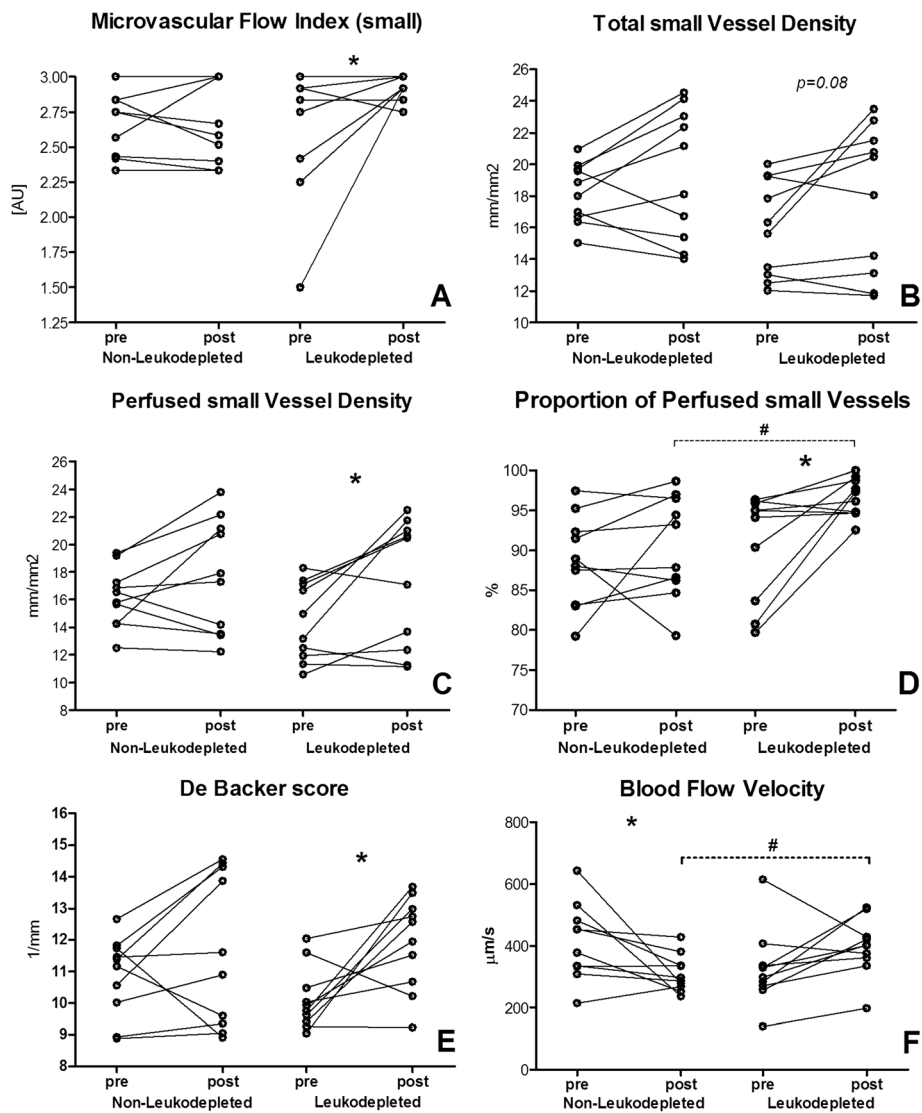 Microvascular Flow Index (small)
*
3.00
2.75
2.50
2.25
2.00
1.75
1.50
1.25
[AU]
A
pre post pre post
Non-Leukodepleted Leukodepleted
Total small Vessel Density
p=0.08
26
24
22
20
18
16
14
12
10
mm/mm2
B
pre post pre post
Non-Leukodepleted Leukodepleted
Perfused small Vessel Density
*
26
24
22
20
18
16
14
12
10
8
mm/mm2
C
pre post pre post
Non-Leukodepleted Leukodepleted
Proportion of Perfused small Vessels
#
*
100
95
90
85
80
75
70
%
D
pre post pre post
Non-Leukodepleted Leukodepleted
De Backer score
*
16
15
14
13
12
11
10
9
8
1/mm
E
pre post pre post
Non-Leukodepleted Leukodepleted
Blood Flow Velocity
*
#
800
600
400
200
0
μm/s
F
pre post pre post
Non-Leukodepleted Leukodepleted